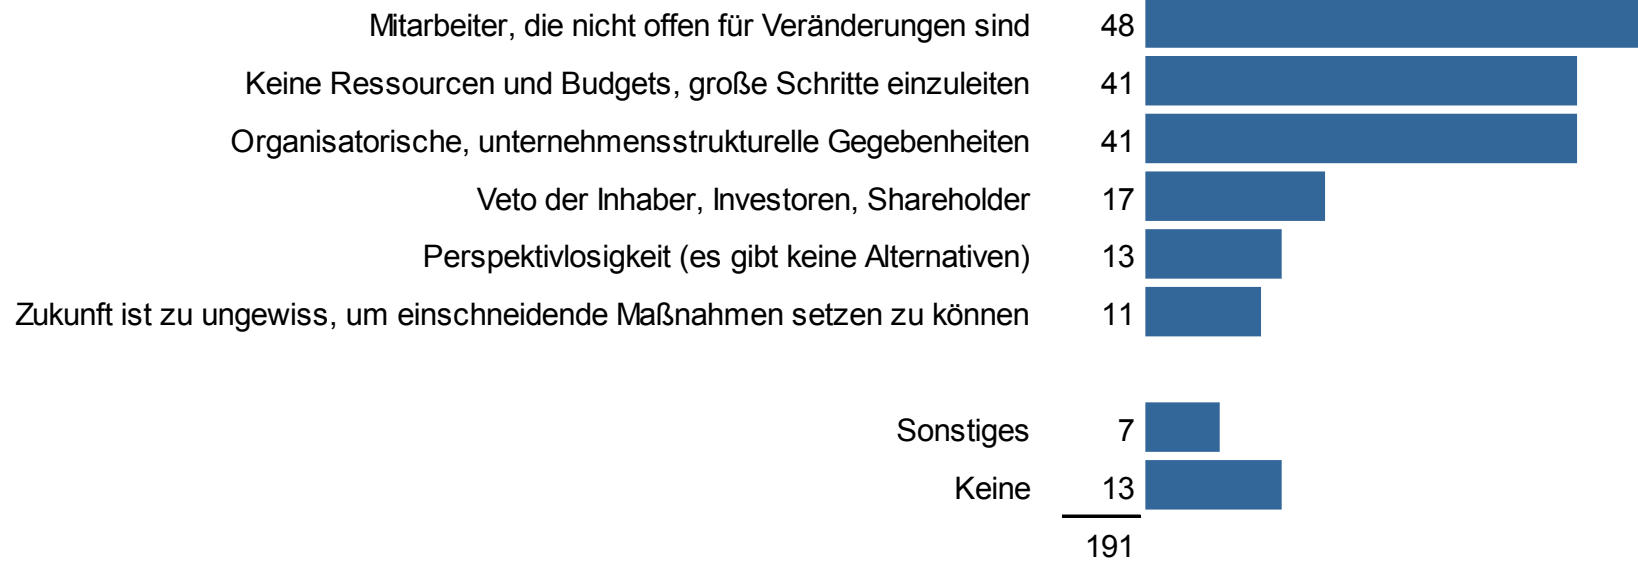 Mitarbeiter, die nicht offen für Veränderungen sind 48
Keine Ressourcen und Budgets, große Schritte einzuleiten 41
Organisatorische, unternehmensstrukturelle Gegebenheiten 41
Veto der Inhaber, Investoren, Shareholder 17
Perspektivlosigkeit (es gibt keine Alternativen) 13
Zukunft ist zu ungewiss, um einschneidende Maßnahmen setzen zu können 11
Sonstiges 7
Keine 13
191